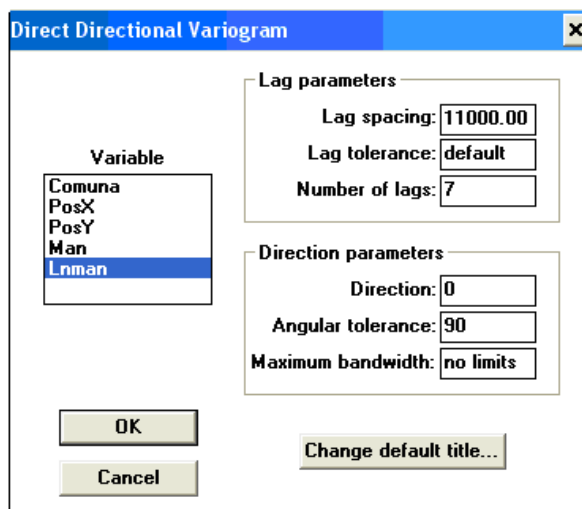 Direct Directional Variogram
Variable
Comuna
PosX
PosY
Man
Lnman
Lag parameters
Lag spacing: 11000.00
Lag tolerance: default
Number of lags: 7
Direction parameters
Direction: 0
Angular tolerance: 90
Maximum bandwidth: no limits
OK
Cancel
Change default title...